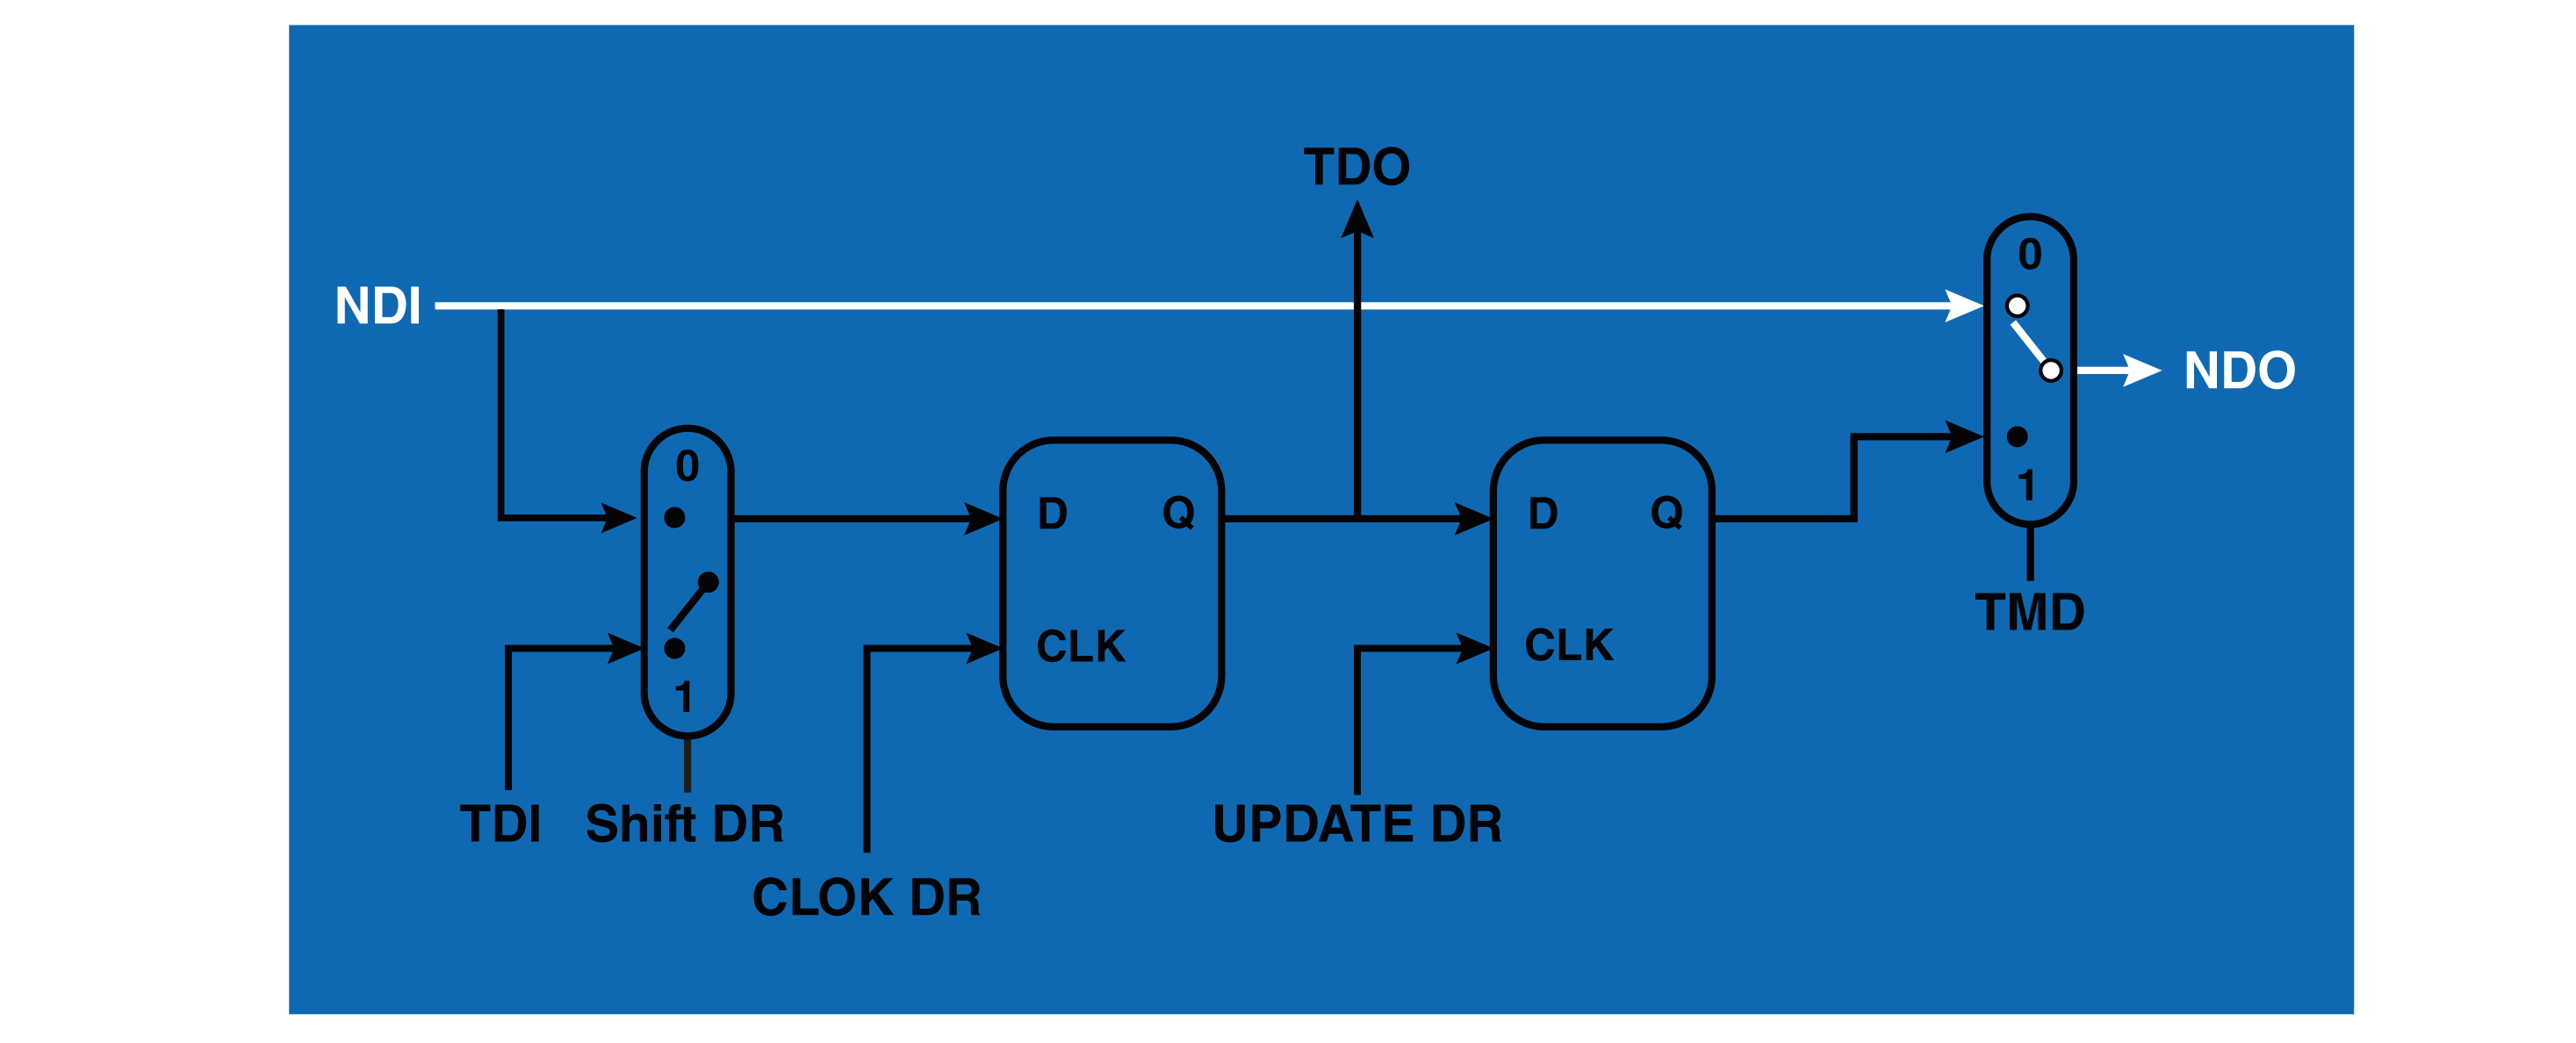 TDO
0
NDI
NDO
0
1
D Q
D Q
TMD
CLK
CLK
1
TDI
Shift DR
UPDATE DR
CLOK DR